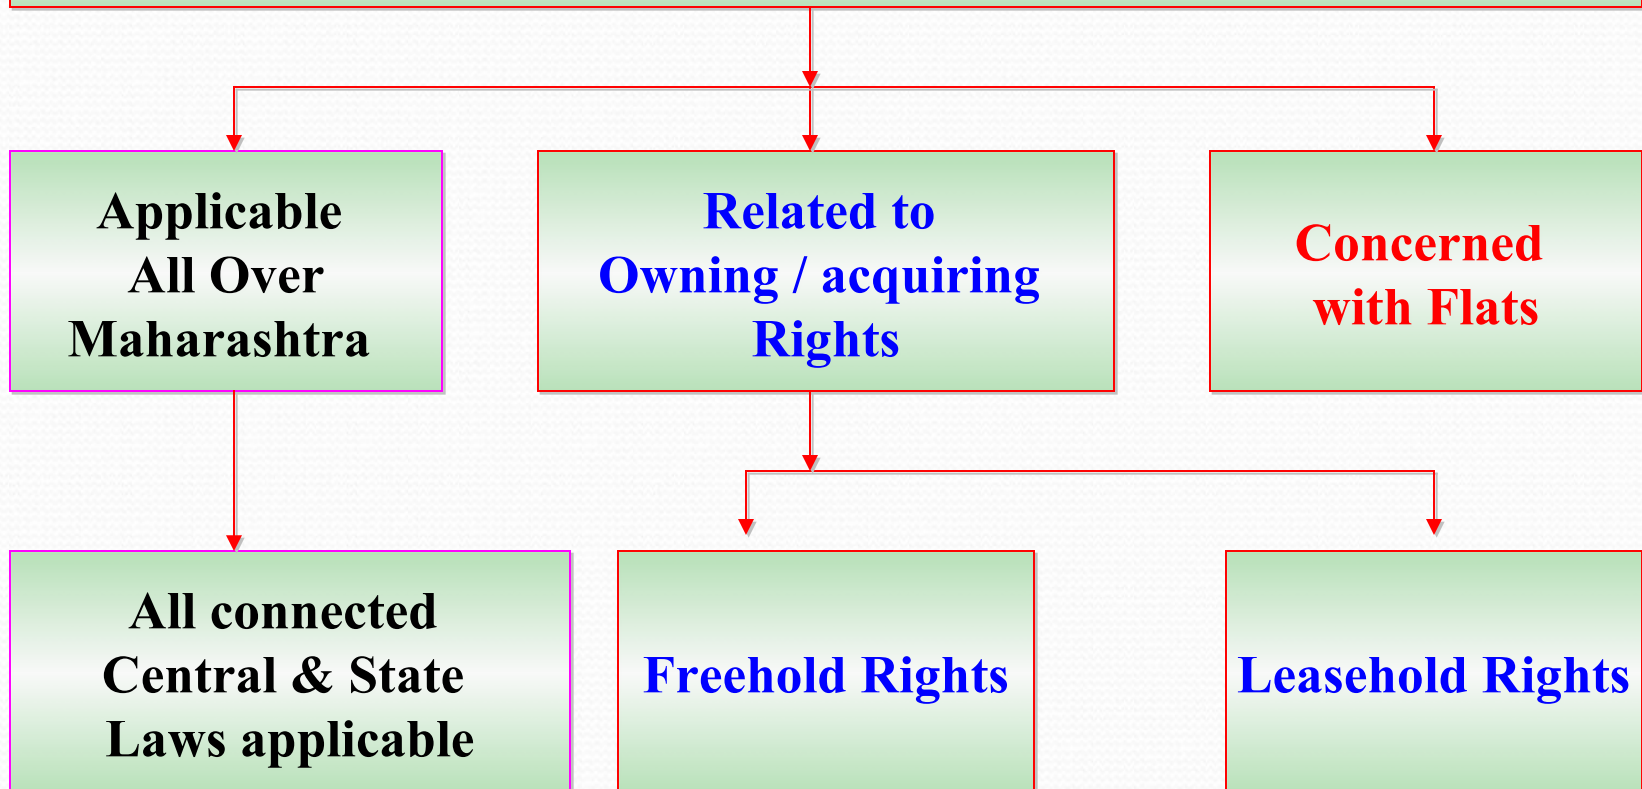 Applicable
All Over
Maharashtra
Related to
Owning / acquiring
Rights
Concerned
with Flats
All connected
Central & State
Laws applicable
Freehold Rights
Leasehold Rights